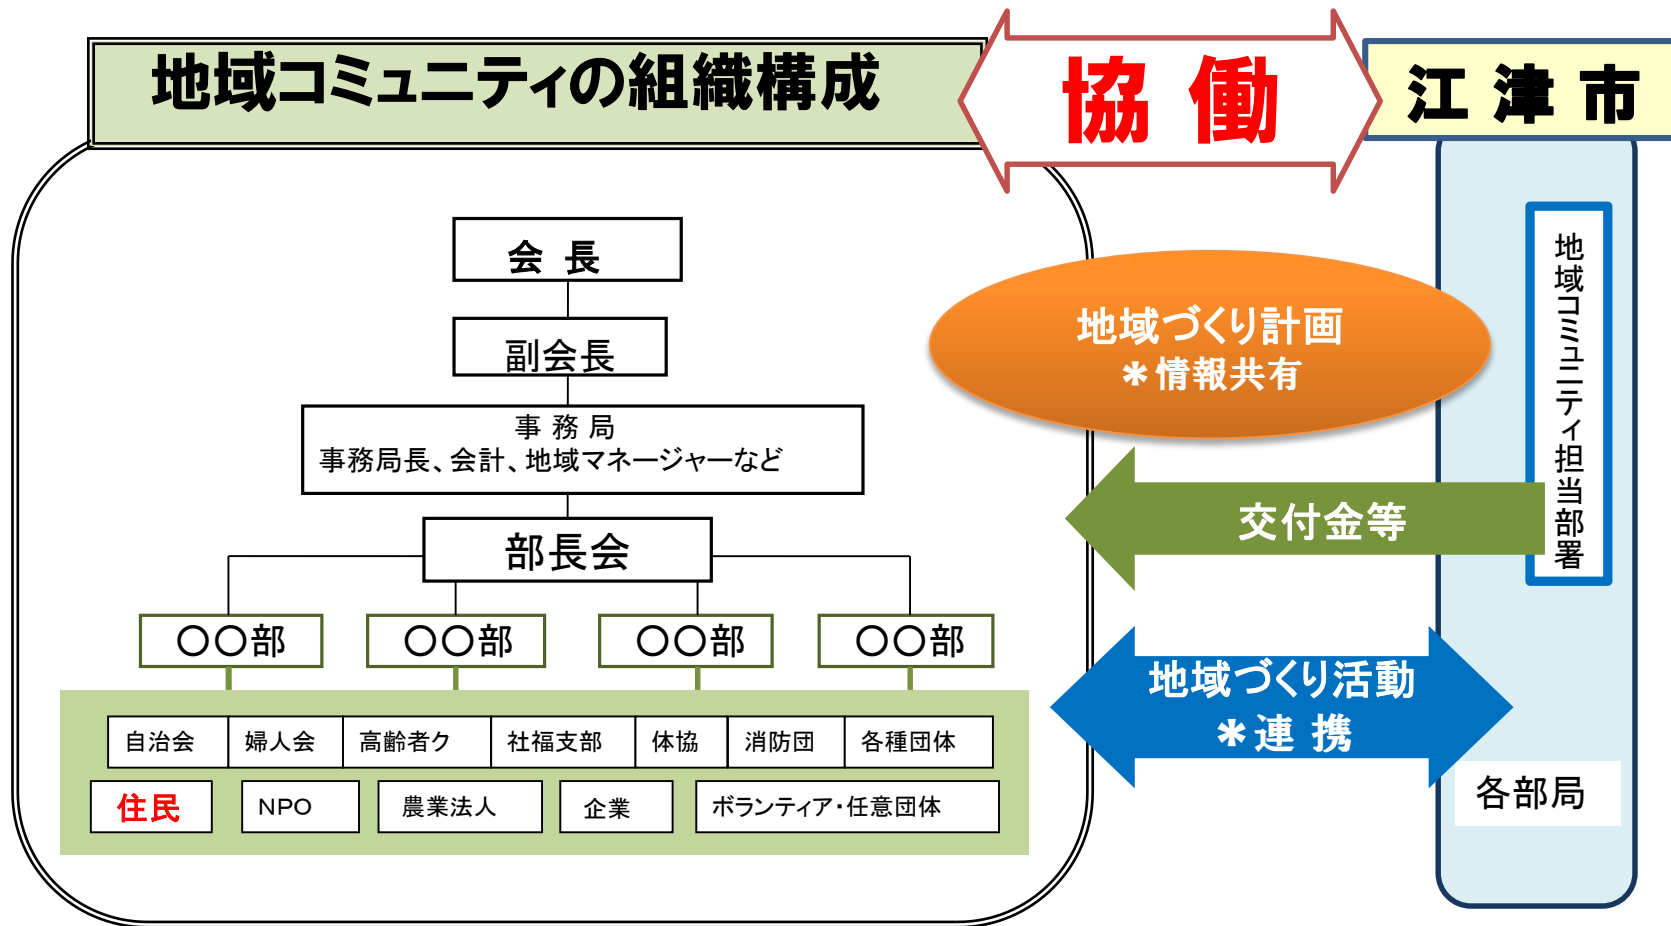 地域コミュニティの組織構成
協 働
江 津 市
会 長
副会長
事 務 局
事務局長、会計、地域マネージャーなど
部長会
〇〇部
〇〇部
〇〇部
〇〇部
自治会
婦人会
高齢者ク
社福支部
体協
消防団
各種団体
住民
NPO
農業法人
企業
ボランティア・任意団体
地域づくり計画
＊情報共有
交付金等
地域づくり活動
＊連 携
地域コミュニティ担当部署
各部局